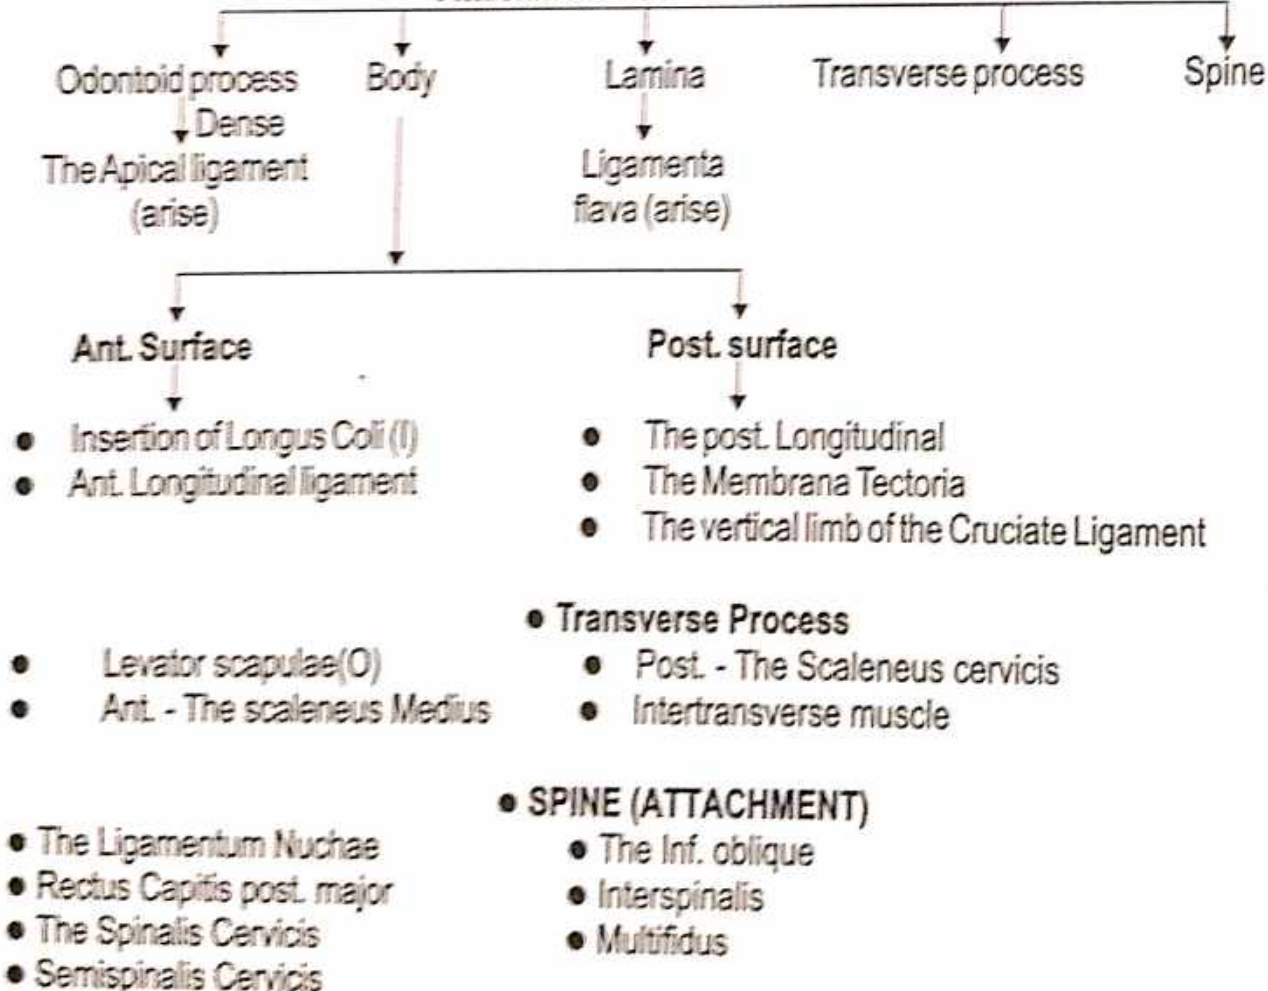 Odontoid process
Body
Lamina
Transverse process
Spine
Dense
The Apical ligament
(arise)
Ligamenta
flava (arise)
Ant. Surface
Post. surface
● Insertion of Longus Coli (I)
● Ant. Longitudinal ligament
● The post. Longitudinal
● The Membrana Tectoria
● The vertical limb of the Cruciate Ligament
● Transverse Process
● Levator scapulae(O)
● Ant. - The scaleneus Medius
● Post. - The Scaleneus cervicis
● Intertransverse muscle
● SPINE (ATTACHMENT)
● The Ligamentum Nuchae
● Rectus Capitis post. major
● The Spinalis Cervicis
● Semispinalis Cervicis
● The Inf. oblique
● Interspinalis
● Multifidus